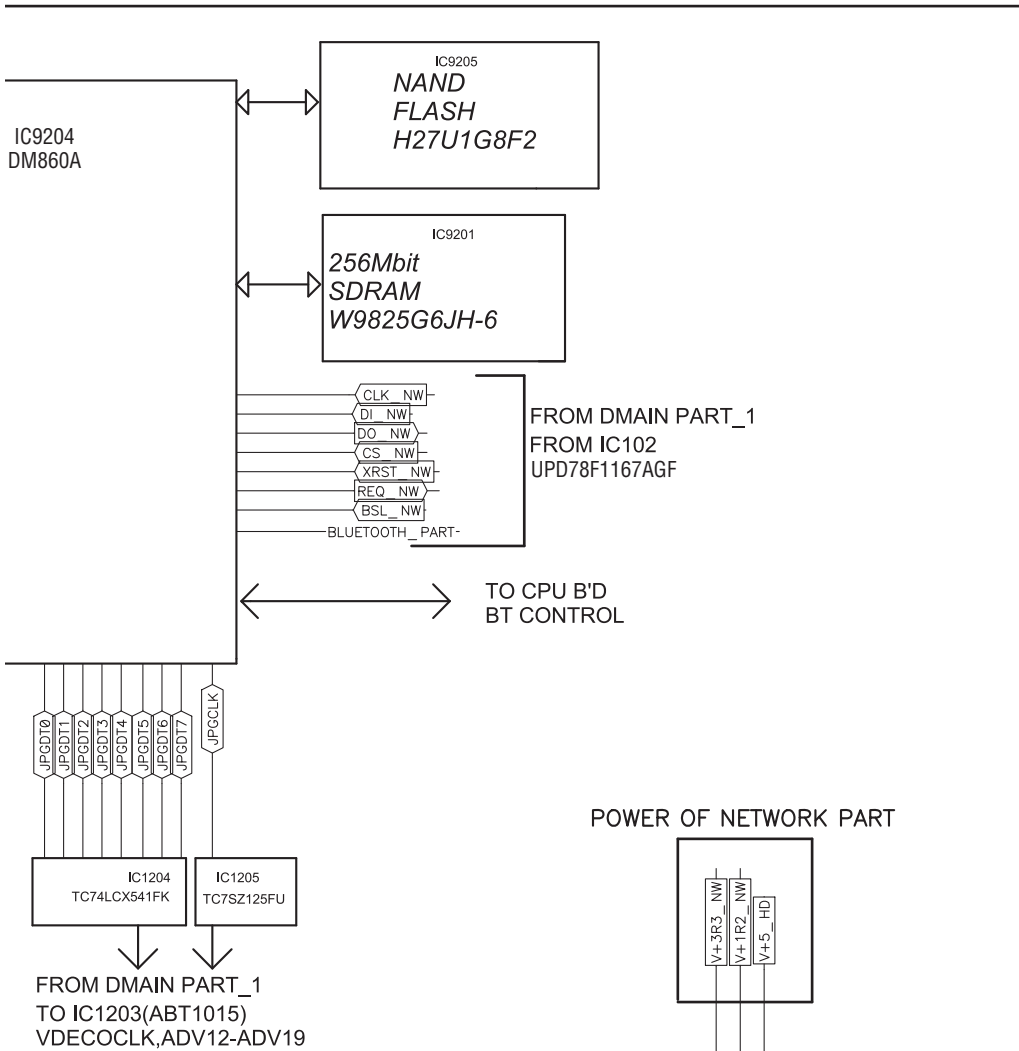 IC9205
NAND
FLASH
H27U1G8F2
IC9204
DM860A
IC9201
256Mbit
SDRAM
W9825G6JH-6
CLK_NW
DI_NW
DO_NW
CS_NW
XRST_NW
REQ_NW
BSL_NW
BLUETOOTH_PART
FROM DMAIN PART_1
FROM IC102
UPD78F1167AGF
TO CPU B'D
BT CONTROL
JPGDT0
JPGDT1
JPGDT2
JPGDT3
JPGDT4
JPGDT5
JPGDT6
JPGDT7
JPGCLK
IC1204
TC74LCX541FK
IC1205
TC7SZ125FU
FROM DMAIN PART_1
TO IC1203(ABT1015)
VDECOCLK,ADV12-ADV19
POWER OF NETWORK PART
V+3R3_NW
V+1R2_NW
V+5_HD